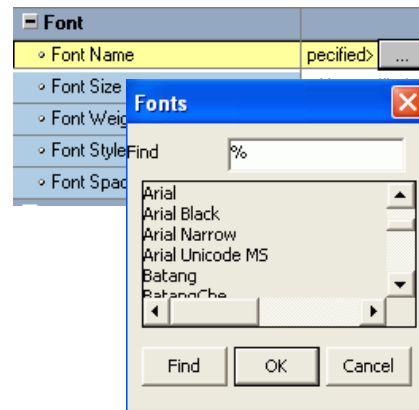 Font
Font Name
pecified> ...
Font Size
Font Weig
Font Style
Font Spac
Fonts
Find
%
Arial
Arial Black
Arial Narrow
Arial Unicode MS
Batang
BatangChe
Find
OK
Cancel